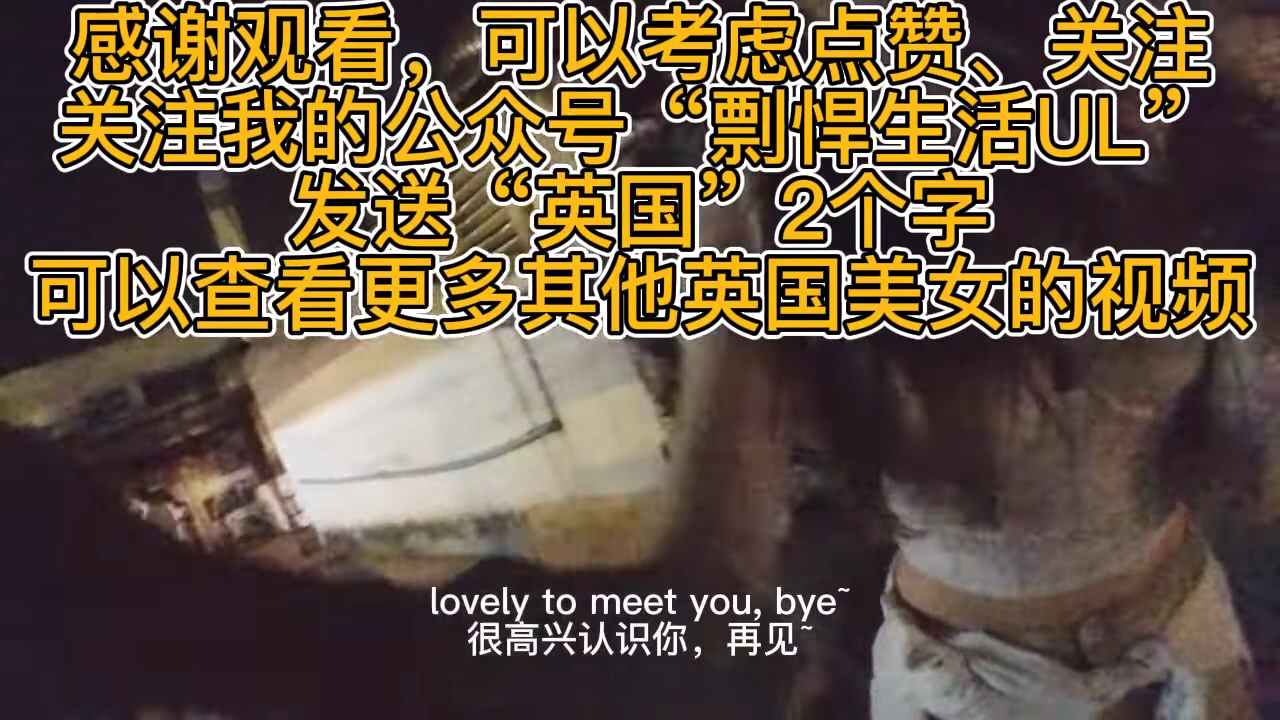 感谢观看，可以考虑点赞、关注
关注我的公众号“剽悍生活UL”
发送“英国”2个字
可以查看更多其他英国美女的视频
lovely to meet you, bye~
很高兴认识你，再见~